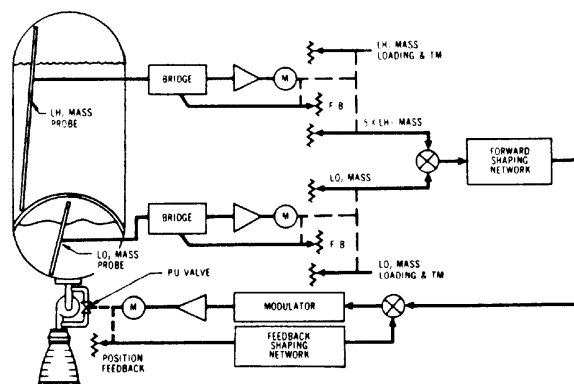 LH₂ MASS
LOADING & TM
BRIDGE
M
F B
LH₂ MASS
PROBE
5 X LH₂ MASS
FORWARD
SHAPING
NETWORK
LO₂ MASS
BRIDGE
M
F B
LO₂ MASS
PROBE
LO₂ MASS
LOADING & TM
PU VALVE
M
MODULATOR
FEEDBACK
SHAPING
NETWORK
POSITION
FEEDBACK